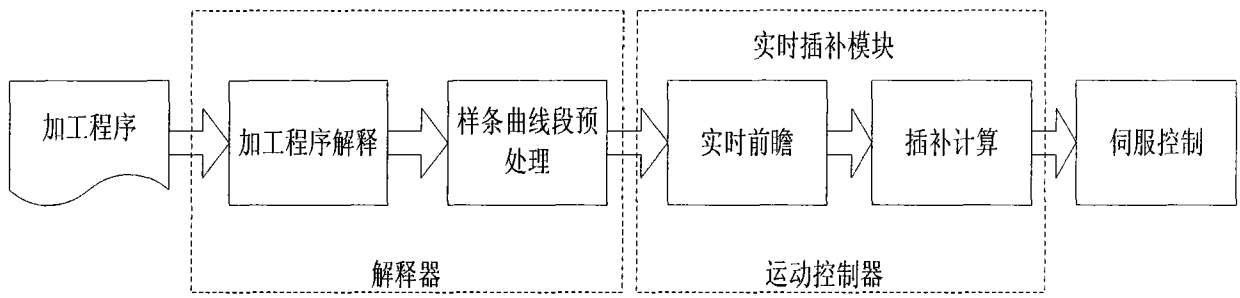 实时插补模块
加工程序
加工程序解释
样条曲线段预
处理
实时前瞻
插补计算
伺服控制
解释器
运动控制器